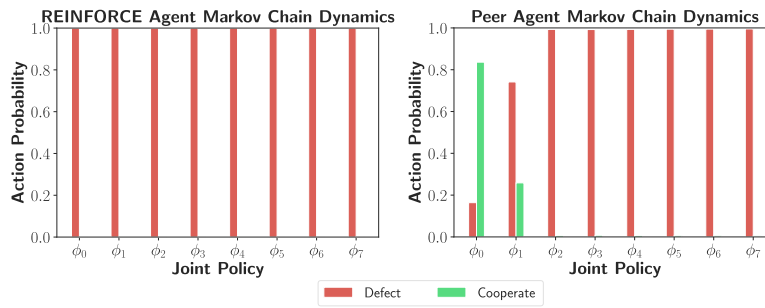 REINFORCE Agent Markov Chain Dynamics
Action Probability
1.0
0.8
0.6
0.4
0.2
0.0
ϕ0 ϕ1 ϕ2 ϕ3 ϕ4 ϕ5 ϕ6 ϕ7
Joint Policy
Peer Agent Markov Chain Dynamics
Action Probability
1.0
0.8
0.6
0.4
0.2
0.0
ϕ0 ϕ1 ϕ2 ϕ3 ϕ4 ϕ5 ϕ6 ϕ7
Joint Policy
Defect Cooperate